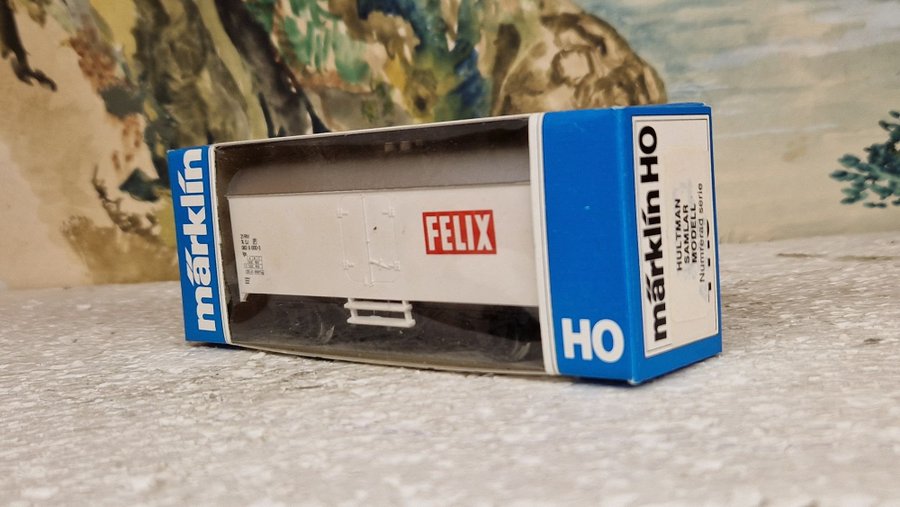 märklin
FELIX
HO
märklin HO
HULTMAN
SAMLAR
MODELL
Numrerad serie